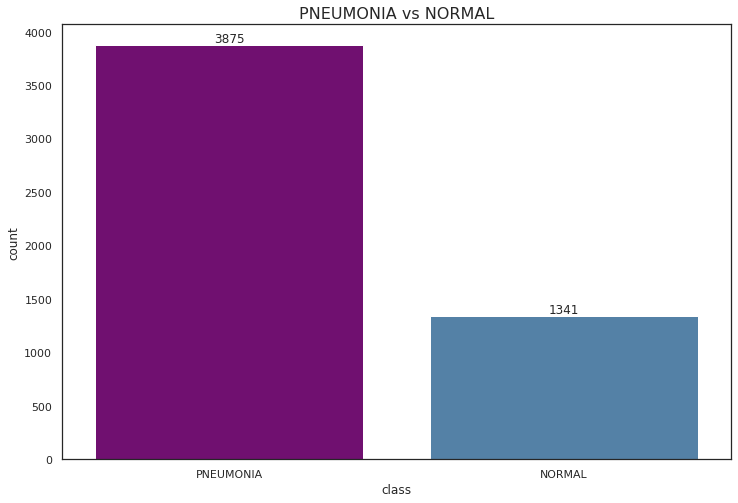 PNEUMONIA vs NORMAL
4000
3500
3000
2500
2000
1500
1000
500
0
count
3875
1341
PNEUMONIA
NORMAL
class